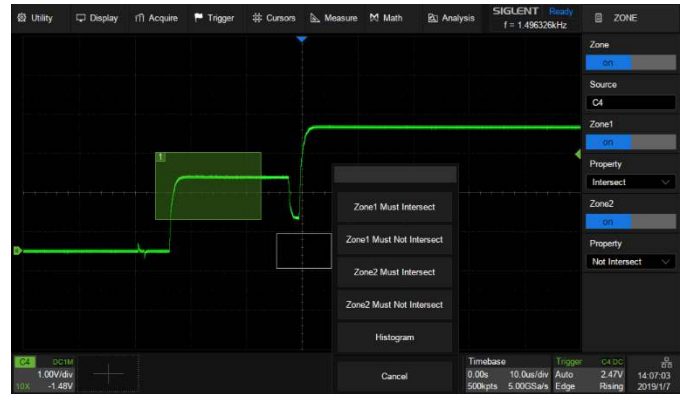 Utility Display Acquire Trigger Cursors Measure Math Analysis
SIGLENT Ready
f = 1.496326kHz
ZONE
Zone
on
Source
C4
Zone1
on
Property
Intersect
Zone2
on
Property
Not Intersect
1
4
Zone1 Must Intersect
Zone1 Must Not Intersect
Zone2 Must Intersect
Zone2 Must Not Intersect
Histogram
Cancel
C4 DC1M
1.00V/div
10X -1.48V
Timebase
0.00s 10.0us/div
500kpts 5.00GSa/s
Trigger C4 DC
Auto 2.47V
Edge Rising
14:07:03
2019/1/7